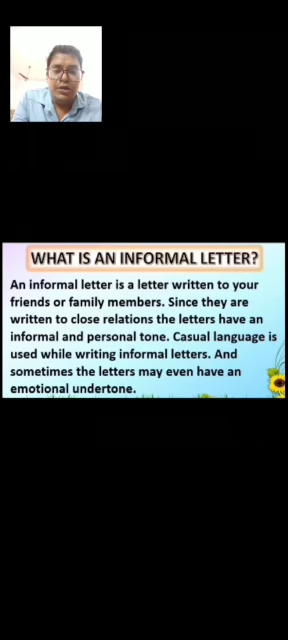 WHAT IS AN INFORMAL LETTER?
An informal letter is a letter written to your
friends or family members. Since they are
written to close relations the letters have an
informal and personal tone. Casual language is
used while writing informal letters. And
sometimes the letters may even have an
emotional undertone.